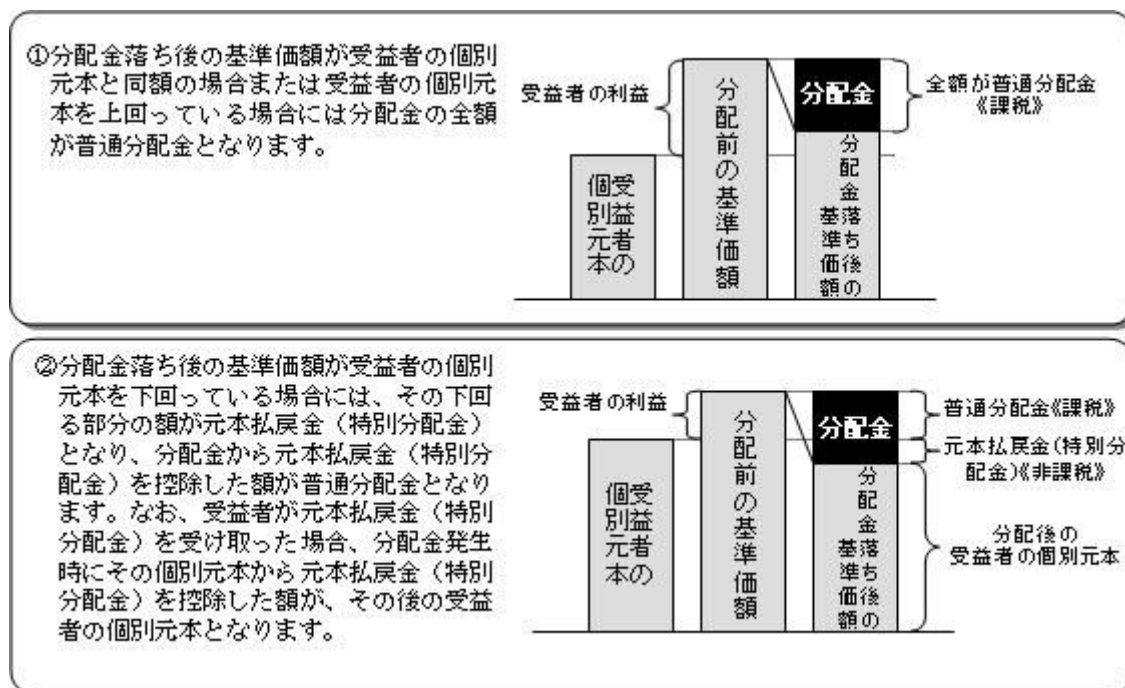 ①分配金落ち後の基準価額が受益者の個別
元本と同額の場合または受益者の個別元
本を上回っている場合には分配金の全額
が普通分配金となります。
受益者の利益
受益者の
個別元本
分配前の基準価額
分配金
分配金落ち後の
基準価額
全額が普通分配金
《課税》
②分配金落ち後の基準価額が受益者の個別
元本を下回っている場合には、その下回
る部分の額が元本払戻金（特別分配金）
となり、分配金から元本払戻金（特別分
配金）を控除した額が普通分配金となり
ます。なお、受益者が元本払戻金（特別
分配金）を受け取った場合、分配金発生
時にその個別元本から元本払戻金（特別
分配金）を控除した額が、その後の受益
者の個別元本となります。
受益者の利益
受益者の
個別元本
分配前の基準価額
分配金
分配金落ち後の
基準価額
普通分配金《課税》
元本払戻金(特別分
配金)《非課税》
分配後の
受益者の個別元本